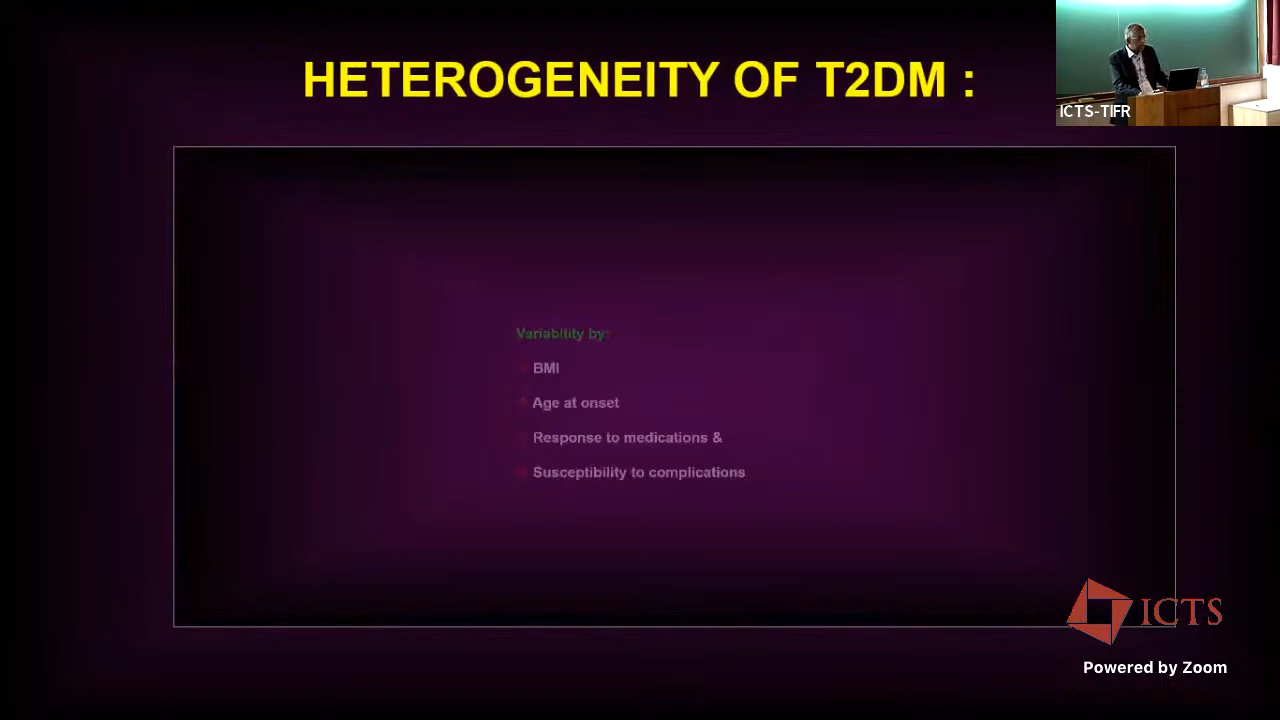 HETEROGENEITY OF T2DM :
ICTS-TIFR
Variability by:
BMI
Age at onset
Response to medications &
Susceptibility to complications
ICTS
Powered by Zoom